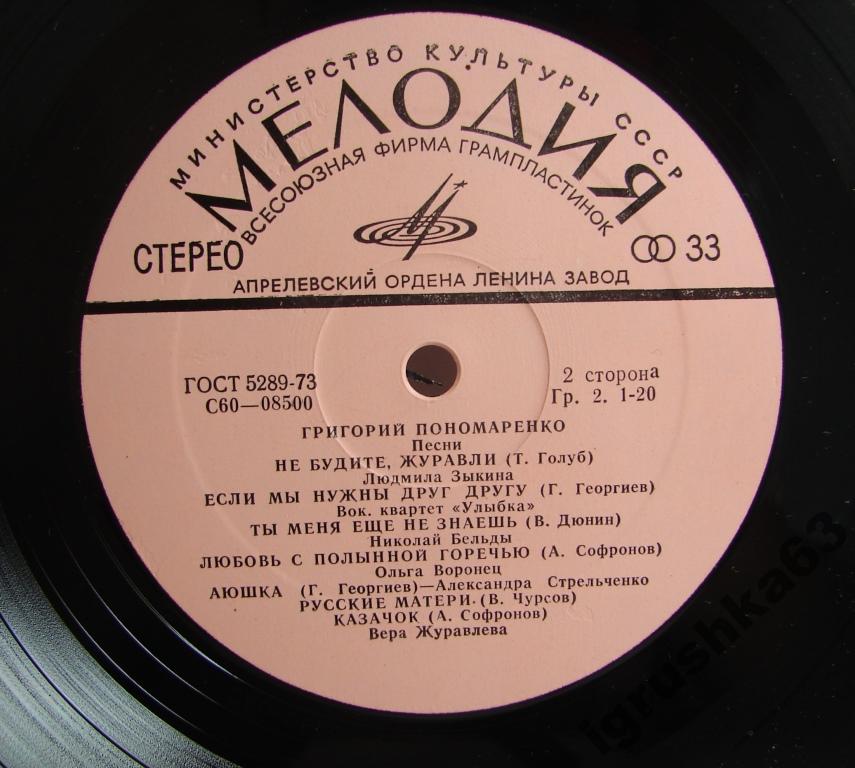 МИНИСТЕРСТВО КУЛЬТУРЫ СССР
МЕЛОДИЯ
ВСЕСОЮЗНАЯ ФИРМА ГРАМПЛАСТИНОК
СТЕРЕО
33
АПРЕЛЕВСКИЙ ОРДЕНА ЛЕНИНА ЗАВОД
ГОСТ 5289-73
2 сторона
С60—08500
Гр. 2. 1-20
ГРИГОРИЙ ПОНОМАРЕНКО
Песни
НЕ БУДИТЕ, ЖУРАВЛИ (Т. Голуб)
Людмила Зыкина
ЕСЛИ МЫ НУЖНЫ ДРУГ ДРУГУ (Г. Георгиев)
Вок. квартет «Улыбка»
ТЫ МЕНЯ ЕЩЕ НЕ ЗНАЕШЬ (В. Дюнин)
Николай Бельды
ЛЮБОВЬ С ПОЛЫННОЙ ГОРЕЧЬЮ (А. Софронов)
Ольга Воронец
АЮШКА (Г. Георгиев)—Александра Стрельченко
РУССКИЕ МАТЕРИ (В. Чурсов)
КАЗАЧОК (А. Софронов)
Вера Журавлева
igrushka63